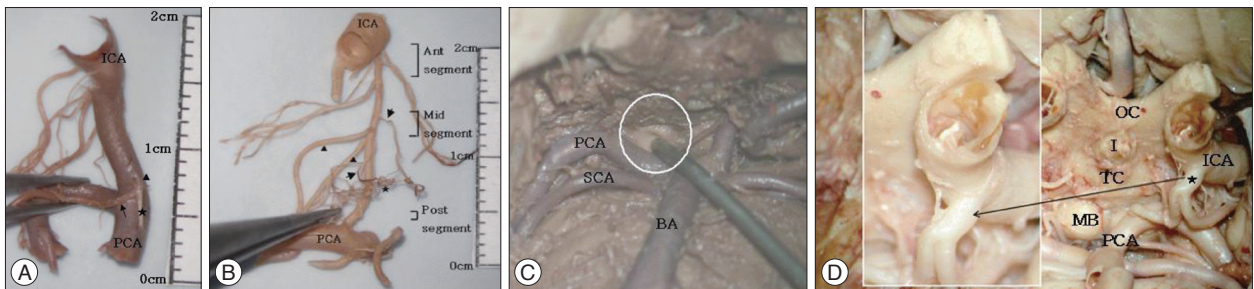 2cm
ICA
1cm
PCA
0cm
A
ICA
Ant
segment
2cm
Mid
segment
1cm
Post
segment
PCA
0cm
B
PCA
SCA
BA
C
OC
I
ICA
TC
MB
PCA
D